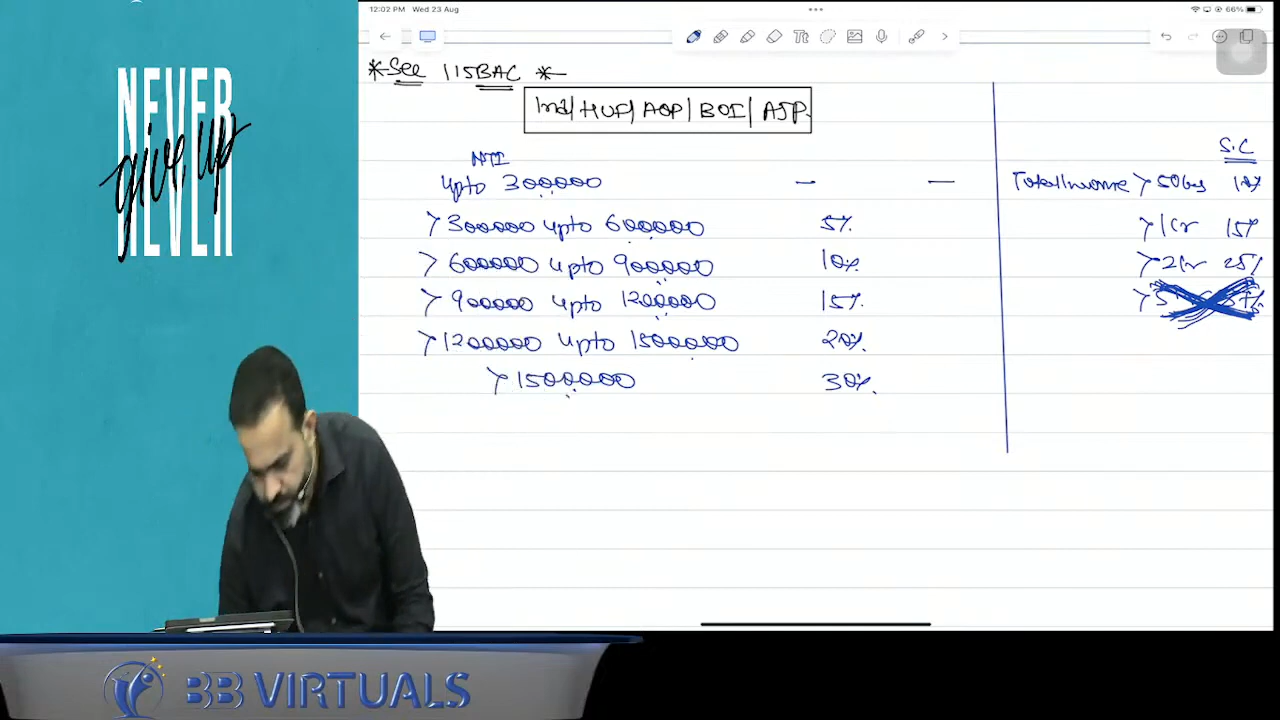 12:02 PM Wed 23 Aug
66%
*See 115BAC *
Ind/HUF/AOP/BOI/AJP.
NTI
S.C
upto 300000 — —
Total Income >50 lacs 10%
>300000 upto 600000 5%
>1Cr 15%
>600000 upto 900000 10%
>2Cr 25%
>900000 upto 1200000 15%
>1200000 upto 1500000 20%
>1500000 30%
NEVER
give up
NEVER
BB VIRTUALS